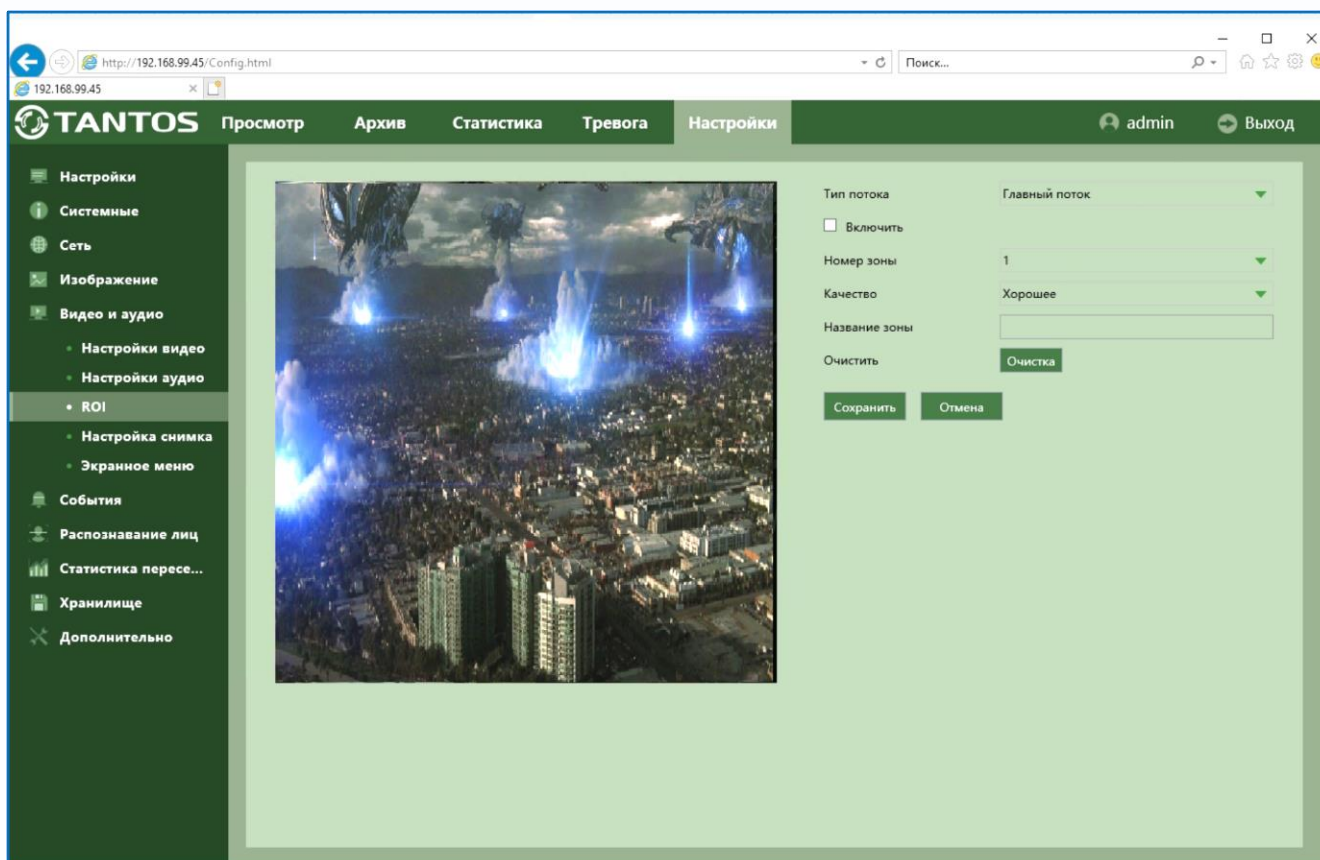 http://192.168.99.45/Config.html
Поиск...
192.168.99.45
TANTOS Просмотр Архив Статистика Тревога Настройки admin Выход
Настройки
Системные
Сеть
Изображение
Видео и аудио
Настройки видео
Настройки аудио
ROI
Настройка снимка
Экранное меню
События
Распознавание лиц
Статистика пересе...
Хранилище
Дополнительно
Тип потока Главный поток
Включить
Номер зоны 1
Качество Хорошее
Название зоны
Очистить Очистка
Сохранить Отмена